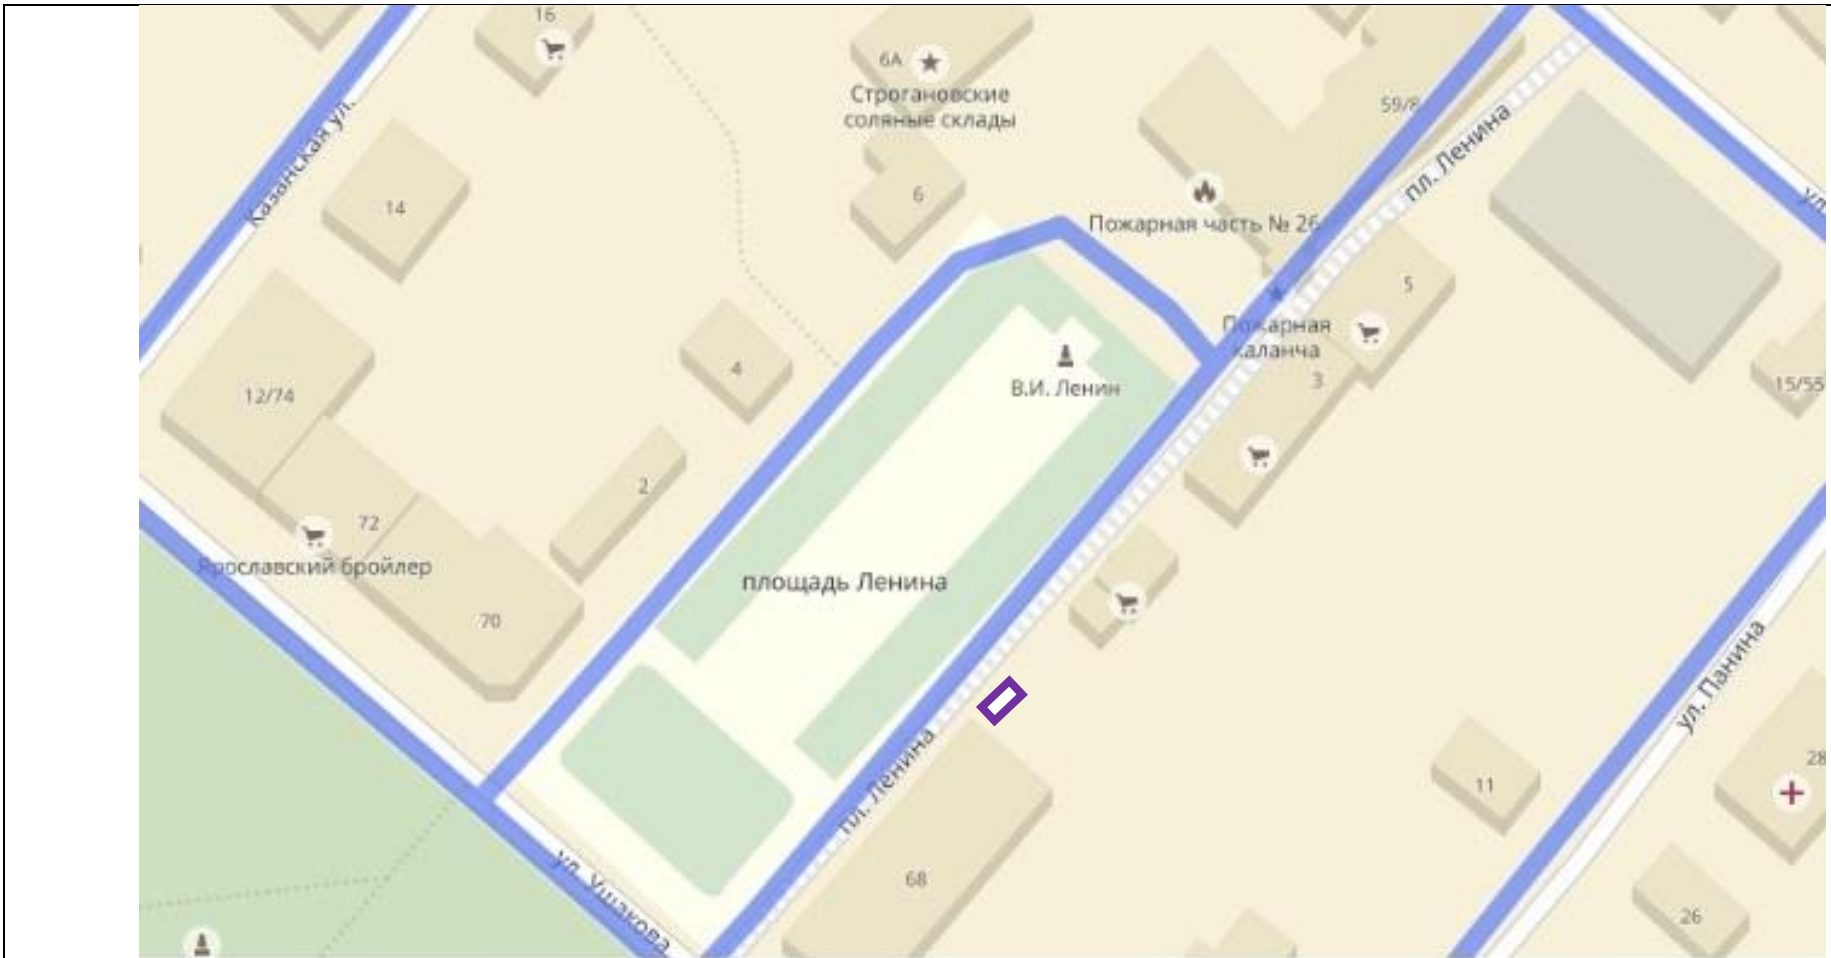 16
6А
Строгановские
соляные склады
59/8
пл. Ленина
ул.
Казанская ул.
14
6
Пожарная часть № 26
5
Пожарная
каланча
3
15/55
12/74
4
В.И. Ленин
2
72
Ярославский бройлер
площадь Ленина
70
ул. Панина
пл. Ленина
11
28
68
ул. Ушакова
26